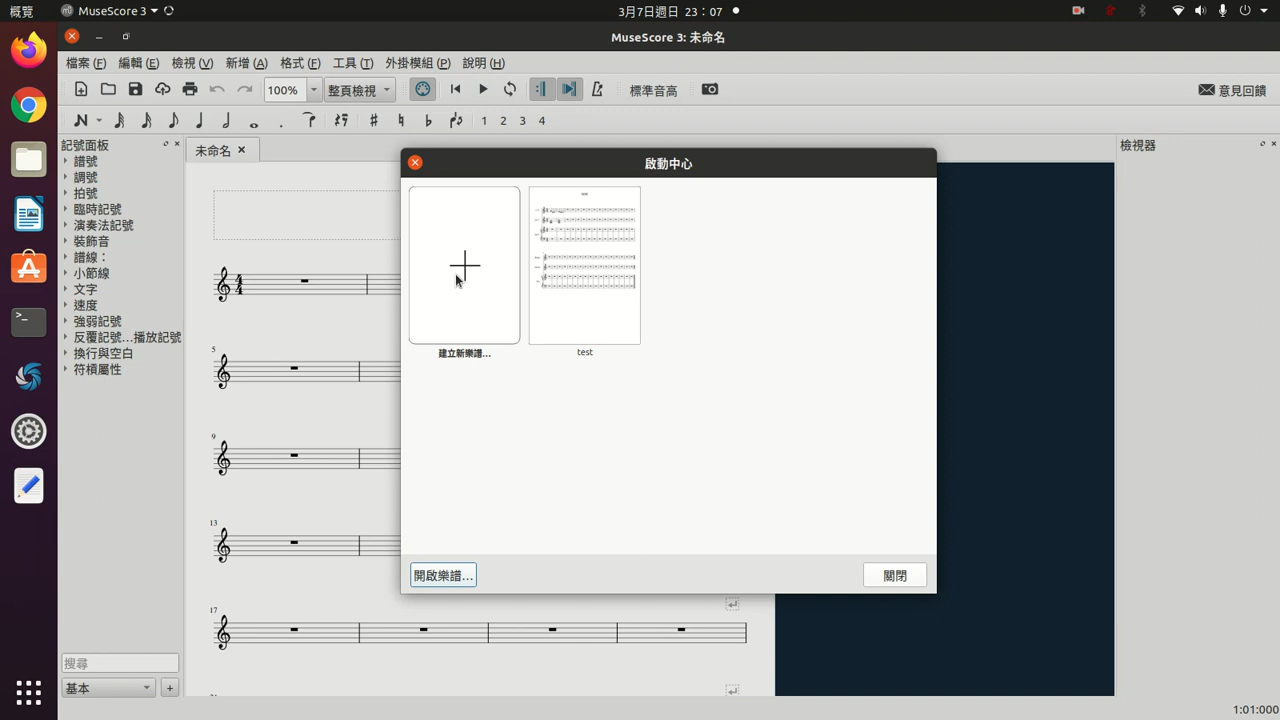 概覽 MuseScore 3 3月7日週日 23：07
MuseScore 3: 未命名
檔案 (F) 編輯 (E) 檢視 (V) 新增 (A) 格式 (F) 工具 (T) 外掛模組 (P) 說明 (H)
100% 整頁檢視 標準音高 意見回饋
1 2 3 4
記號面板
未命名
檢視器
譜號
調號
拍號
臨時記號
演奏法記號
裝飾音
譜線：
小節線
文字
速度
強弱記號
反覆記號…播放記號
換行與空白
符槓屬性
5
9
13
17
啟動中心
test
建立新樂譜...
test
開啟樂譜...
關閉
搜尋
基本
+
1:01:000